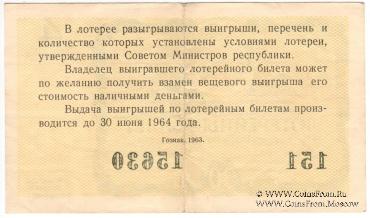 В лотерее разыгрываются выигрыши, перечень и
количество которых установлены условиями лотереи,
утвержденными Советом Министров республики.
Владелец выигравшего лотерейного билета может
по желанию получить взамен вещевого выигрыша его
стоимость наличными деньгами.
Выдача выигрышей по лотерейным билетам произ-
водится до 30 июня 1964 года.
Гознак. 1963.
15630 151
www.CoinsFrom.Ru
www.CoinsFrom.Moscow